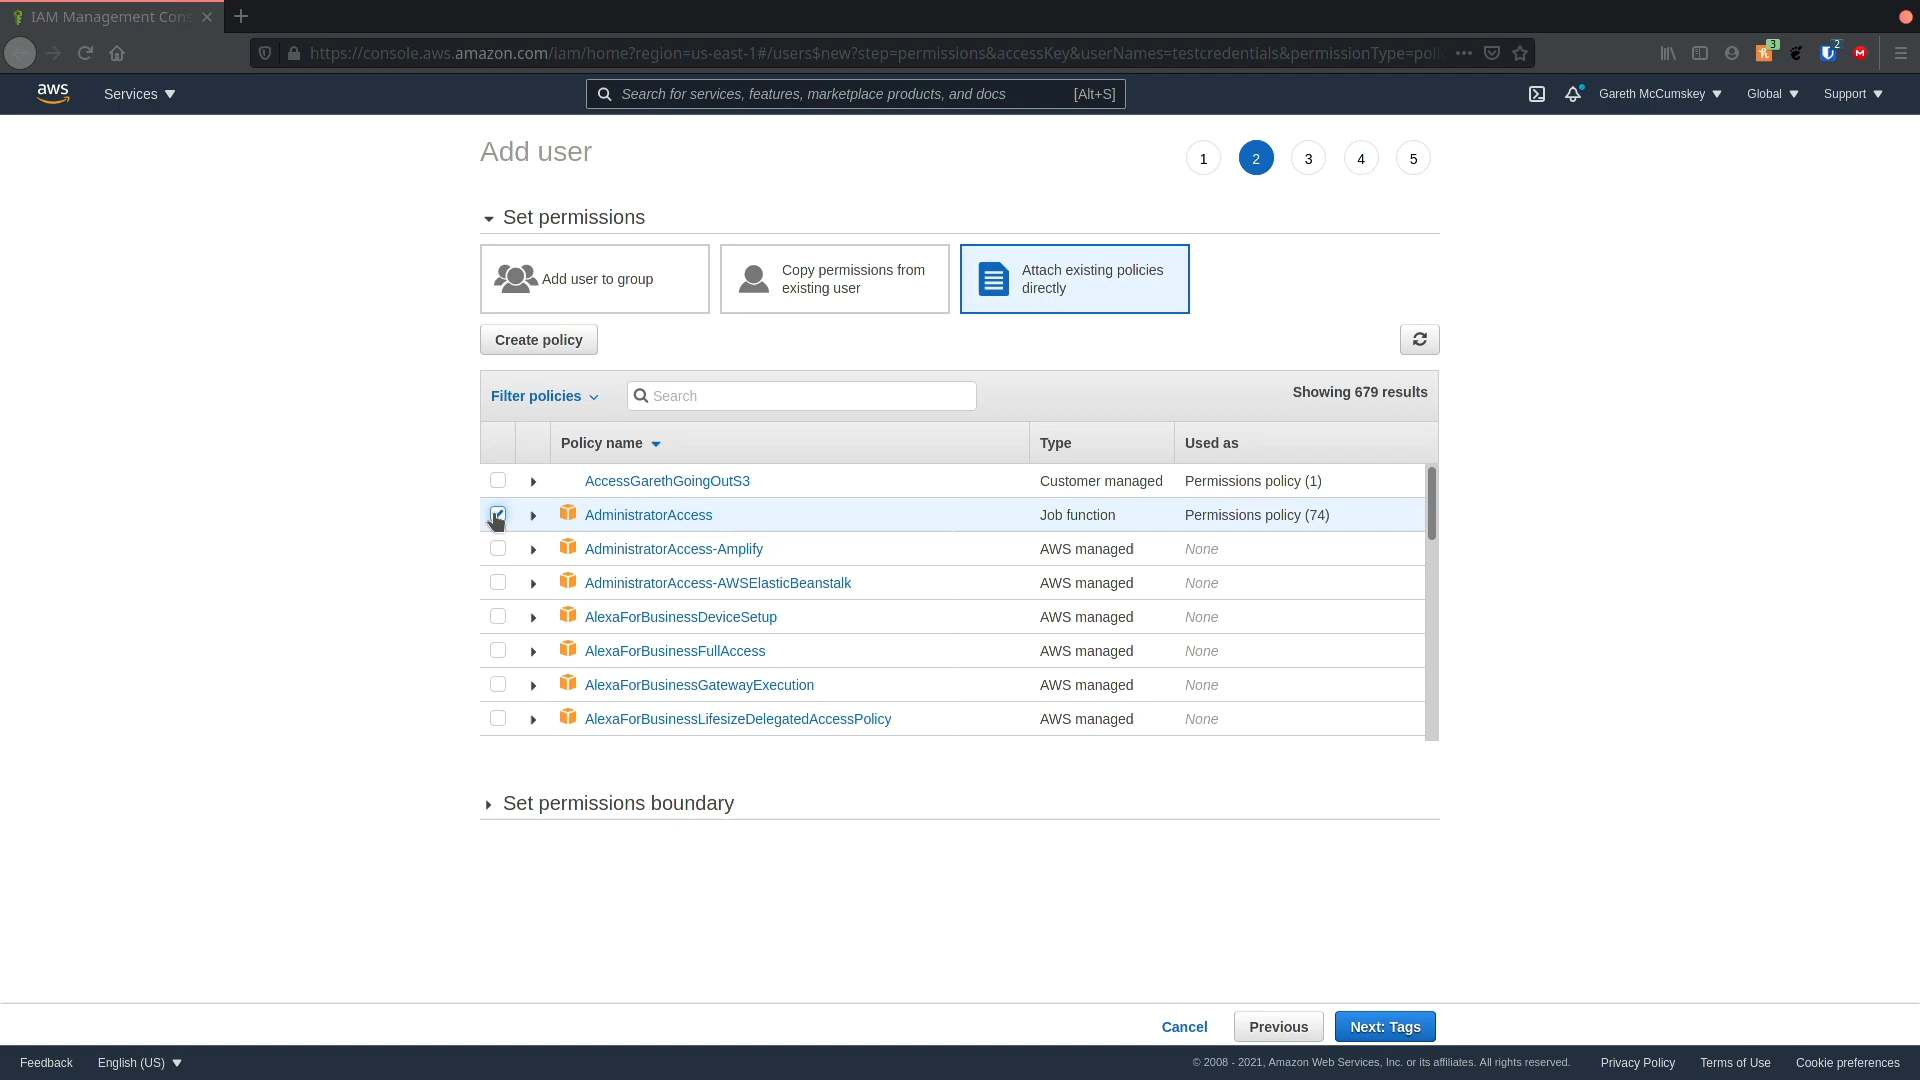 IAM Management Cons
https://console.aws.amazon.com/iam/home?region=us-east-1#/users$new?step=permissions&accessKey&userNames=testcredentials&permissionType=poli
3
2
aws
Services
Search for services, features, marketplace products, and docs
[Alt+S]
Gareth McCumskey
Global
Support
Add user
1
2
3
4
5
Set permissions
Add user to group
Copy permissions from
existing user
Attach existing policies
directly
Create policy
Filter policies
Search
Showing 679 results
Policy name Type Used as
AccessGarethGoingOutS3 Customer managed Permissions policy (1)
AdministratorAccess Job function Permissions policy (74)
AdministratorAccess-Amplify AWS managed None
AdministratorAccess-AWSElasticBeanstalk AWS managed None
AlexaForBusinessDeviceSetup AWS managed None
AlexaForBusinessFullAccess AWS managed None
AlexaForBusinessGatewayExecution AWS managed None
AlexaForBusinessLifesizeDelegatedAccessPolicy AWS managed None
Set permissions boundary
Cancel
Previous
Next: Tags
Feedback
English (US)
© 2008 - 2021, Amazon Web Services, Inc. or its affiliates. All rights reserved.
Privacy Policy
Terms of Use
Cookie preferences